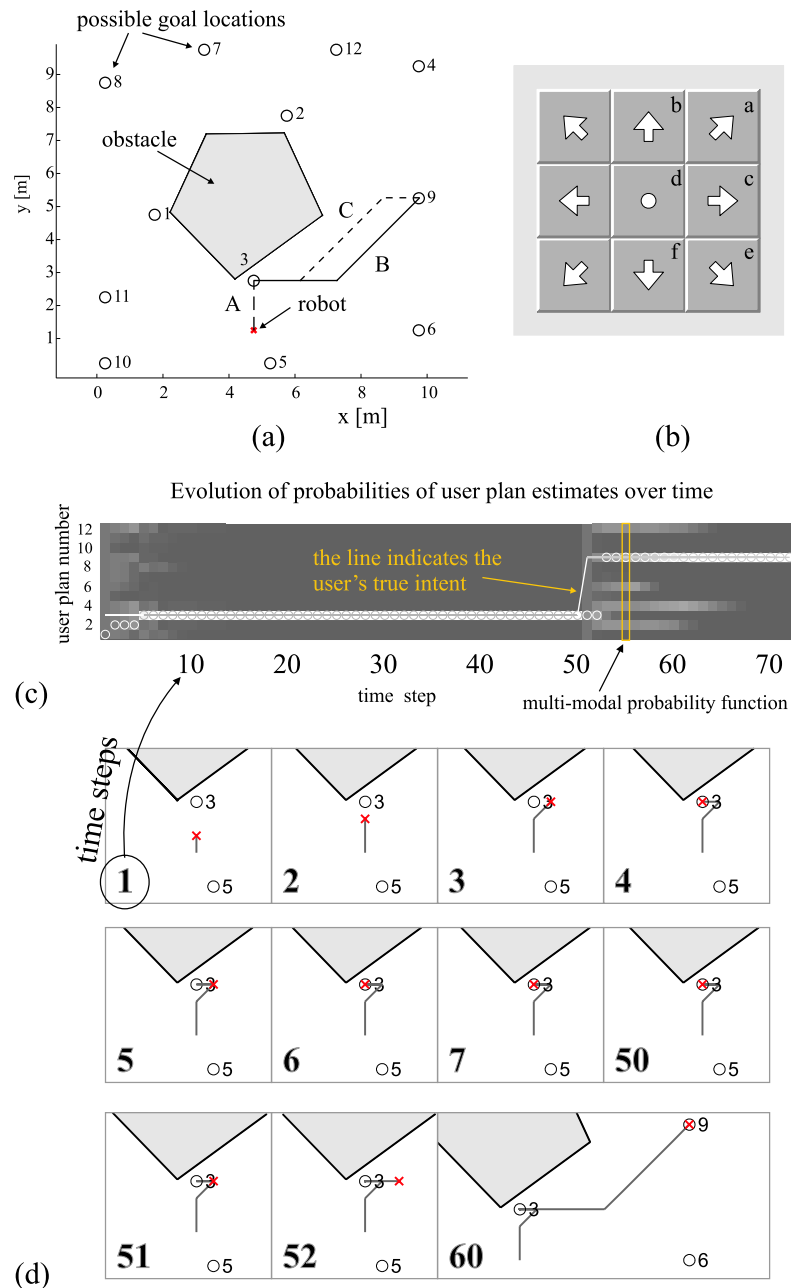 possible goal locations
7
12
4
8
2
9
8
7
6
5
4
3
2
1
y [m]
obstacle
1
C
9
B
3
A
robot
11
6
10
5
0 2 4 6 8 10
x [m]
(a)
b a
d c
f e
(b)
Evolution of probabilities of user plan estimates over time
user plan number
12
10
8
6
4
2
the line indicates the
user's true intent
10 20 30 40 50 60 70
time step
multi-modal probability function
(c)
time steps
3
5
1
3
5
2
3
5
3
3
5
4
3
5
5
3
5
6
3
5
7
3
5
50
3
5
51
3
5
52
9
3
6
60
(d)